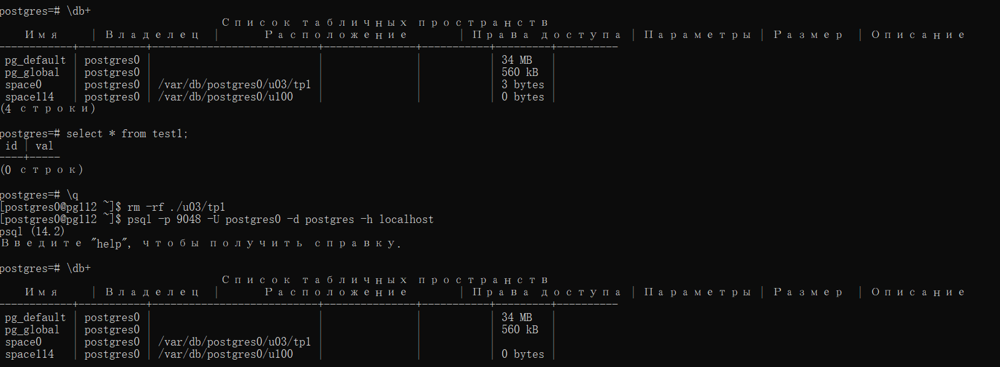 postgres=# \db+
Список табличных пространств
Имя | Владелец | Расположение | Права доступа | Параметры | Размер | Описание
------------+-----------+---------------------------+---------------+-----------+---------+----------
pg_default | postgres0 | | | | 34 MB |
pg_global | postgres0 | | | | 560 kB |
space0 | postgres0 | /var/db/postgres0/u03/tpl | | | 3 bytes |
space114 | postgres0 | /var/db/postgres0/u100 | | | 0 bytes |
(4 строки)
postgres=# select * from test1;
id | val
----+-----
(0 строк)
postgres=# \q
[postgres0@pg112 ~]$ rm -rf ./u03/tpl
[postgres0@pg112 ~]$ psql -p 9048 -U postgres0 -d postgres -h localhost
psql (14.2)
Введите "help", чтобы получить справку.
postgres=# \db+
Список табличных пространств
Имя | Владелец | Расположение | Права доступа | Параметры | Размер | Описание
------------+-----------+---------------------------+---------------+-----------+---------+----------
pg_default | postgres0 | | | | 34 MB |
pg_global | postgres0 | | | | 560 kB |
space0 | postgres0 | /var/db/postgres0/u03/tpl | | | |
space114 | postgres0 | /var/db/postgres0/u100 | | | 0 bytes |